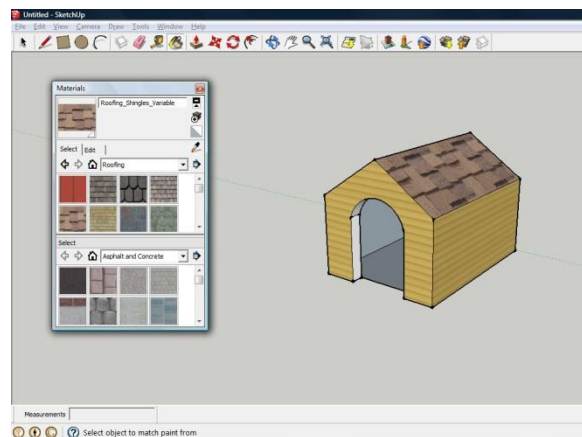 Untitled - SketchUp
File Edit View Camera Draw Tools Window Help
Materials
Roofing_Shingles_Variable
Select Edit
Roofing
Select
Asphalt and Concrete
Measurements
Select object to match paint from